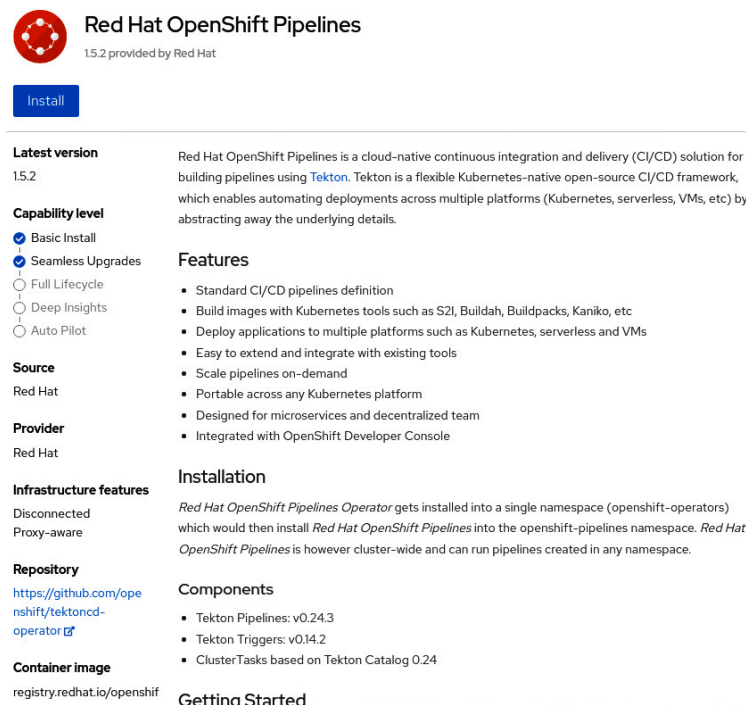 Red Hat OpenShift Pipelines
1.5.2 provided by Red Hat
Install
Latest version
1.5.2
Capability level
Basic Install
Seamless Upgrades
Full Lifecycle
Deep Insights
Auto Pilot
Source
Red Hat
Provider
Red Hat
Infrastructure features
Disconnected
Proxy-aware
Repository
https://github.com/ope
nshift/tektoncd-
operator
Container image
registry.redhat.io/openshif
Red Hat OpenShift Pipelines is a cloud-native continuous integration and delivery (CI/CD) solution for
building pipelines using Tekton. Tekton is a flexible Kubernetes-native open-source CI/CD framework,
which enables automating deployments across multiple platforms (Kubernetes, serverless, VMs, etc) by
abstracting away the underlying details.
Features
• Standard CI/CD pipelines definition
• Build images with Kubernetes tools such as S2I, Buildah, Buildpacks, Kaniko, etc
• Deploy applications to multiple platforms such as Kubernetes, serverless and VMs
• Easy to extend and integrate with existing tools
• Scale pipelines on-demand
• Portable across any Kubernetes platform
• Designed for microservices and decentralized team
• Integrated with OpenShift Developer Console
Installation
Red Hat OpenShift Pipelines Operator gets installed into a single namespace (openshift-operators)
which would then install Red Hat OpenShift Pipelines into the openshift-pipelines namespace. Red Hat
OpenShift Pipelines is however cluster-wide and can run pipelines created in any namespace.
Components
• Tekton Pipelines: v0.24.3
• Tekton Triggers: v0.14.2
• ClusterTasks based on Tekton Catalog 0.24
Getting Started